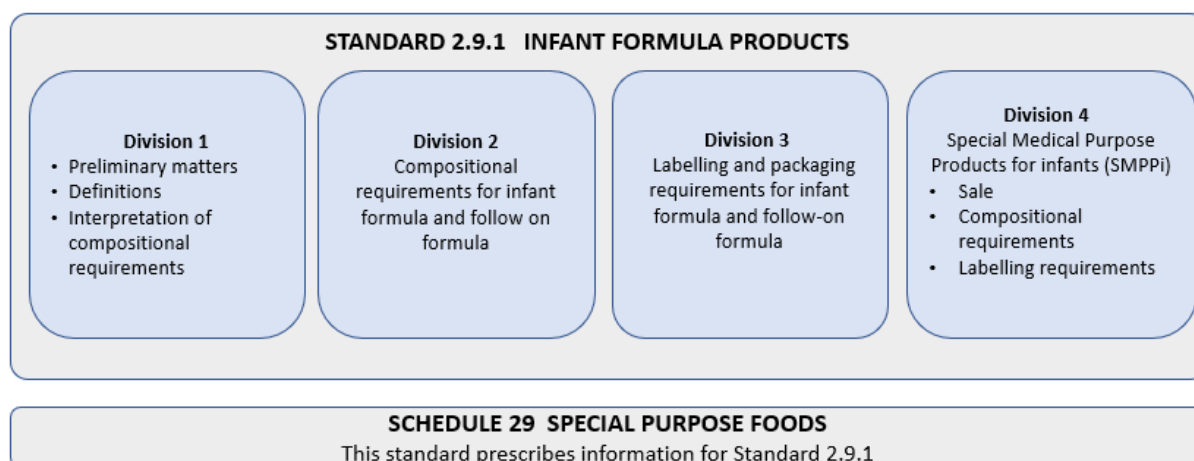 STANDARD 2.9.1 INFANT FORMULA PRODUCTS
Division 1
• Preliminary matters
• Definitions
• Interpretation of
compositional
requirements
Division 2
Compositional
requirements for infant
formula and follow on
formula
Division 3
Labelling and packaging
requirements for infant
formula and follow-on
formula
Division 4
Special Medical Purpose
Products for infants (SMPPi)
• Sale
• Compositional
requirements
• Labelling requirements
SCHEDULE 29 SPECIAL PURPOSE FOODS
This standard prescribes information for Standard 2.9.1